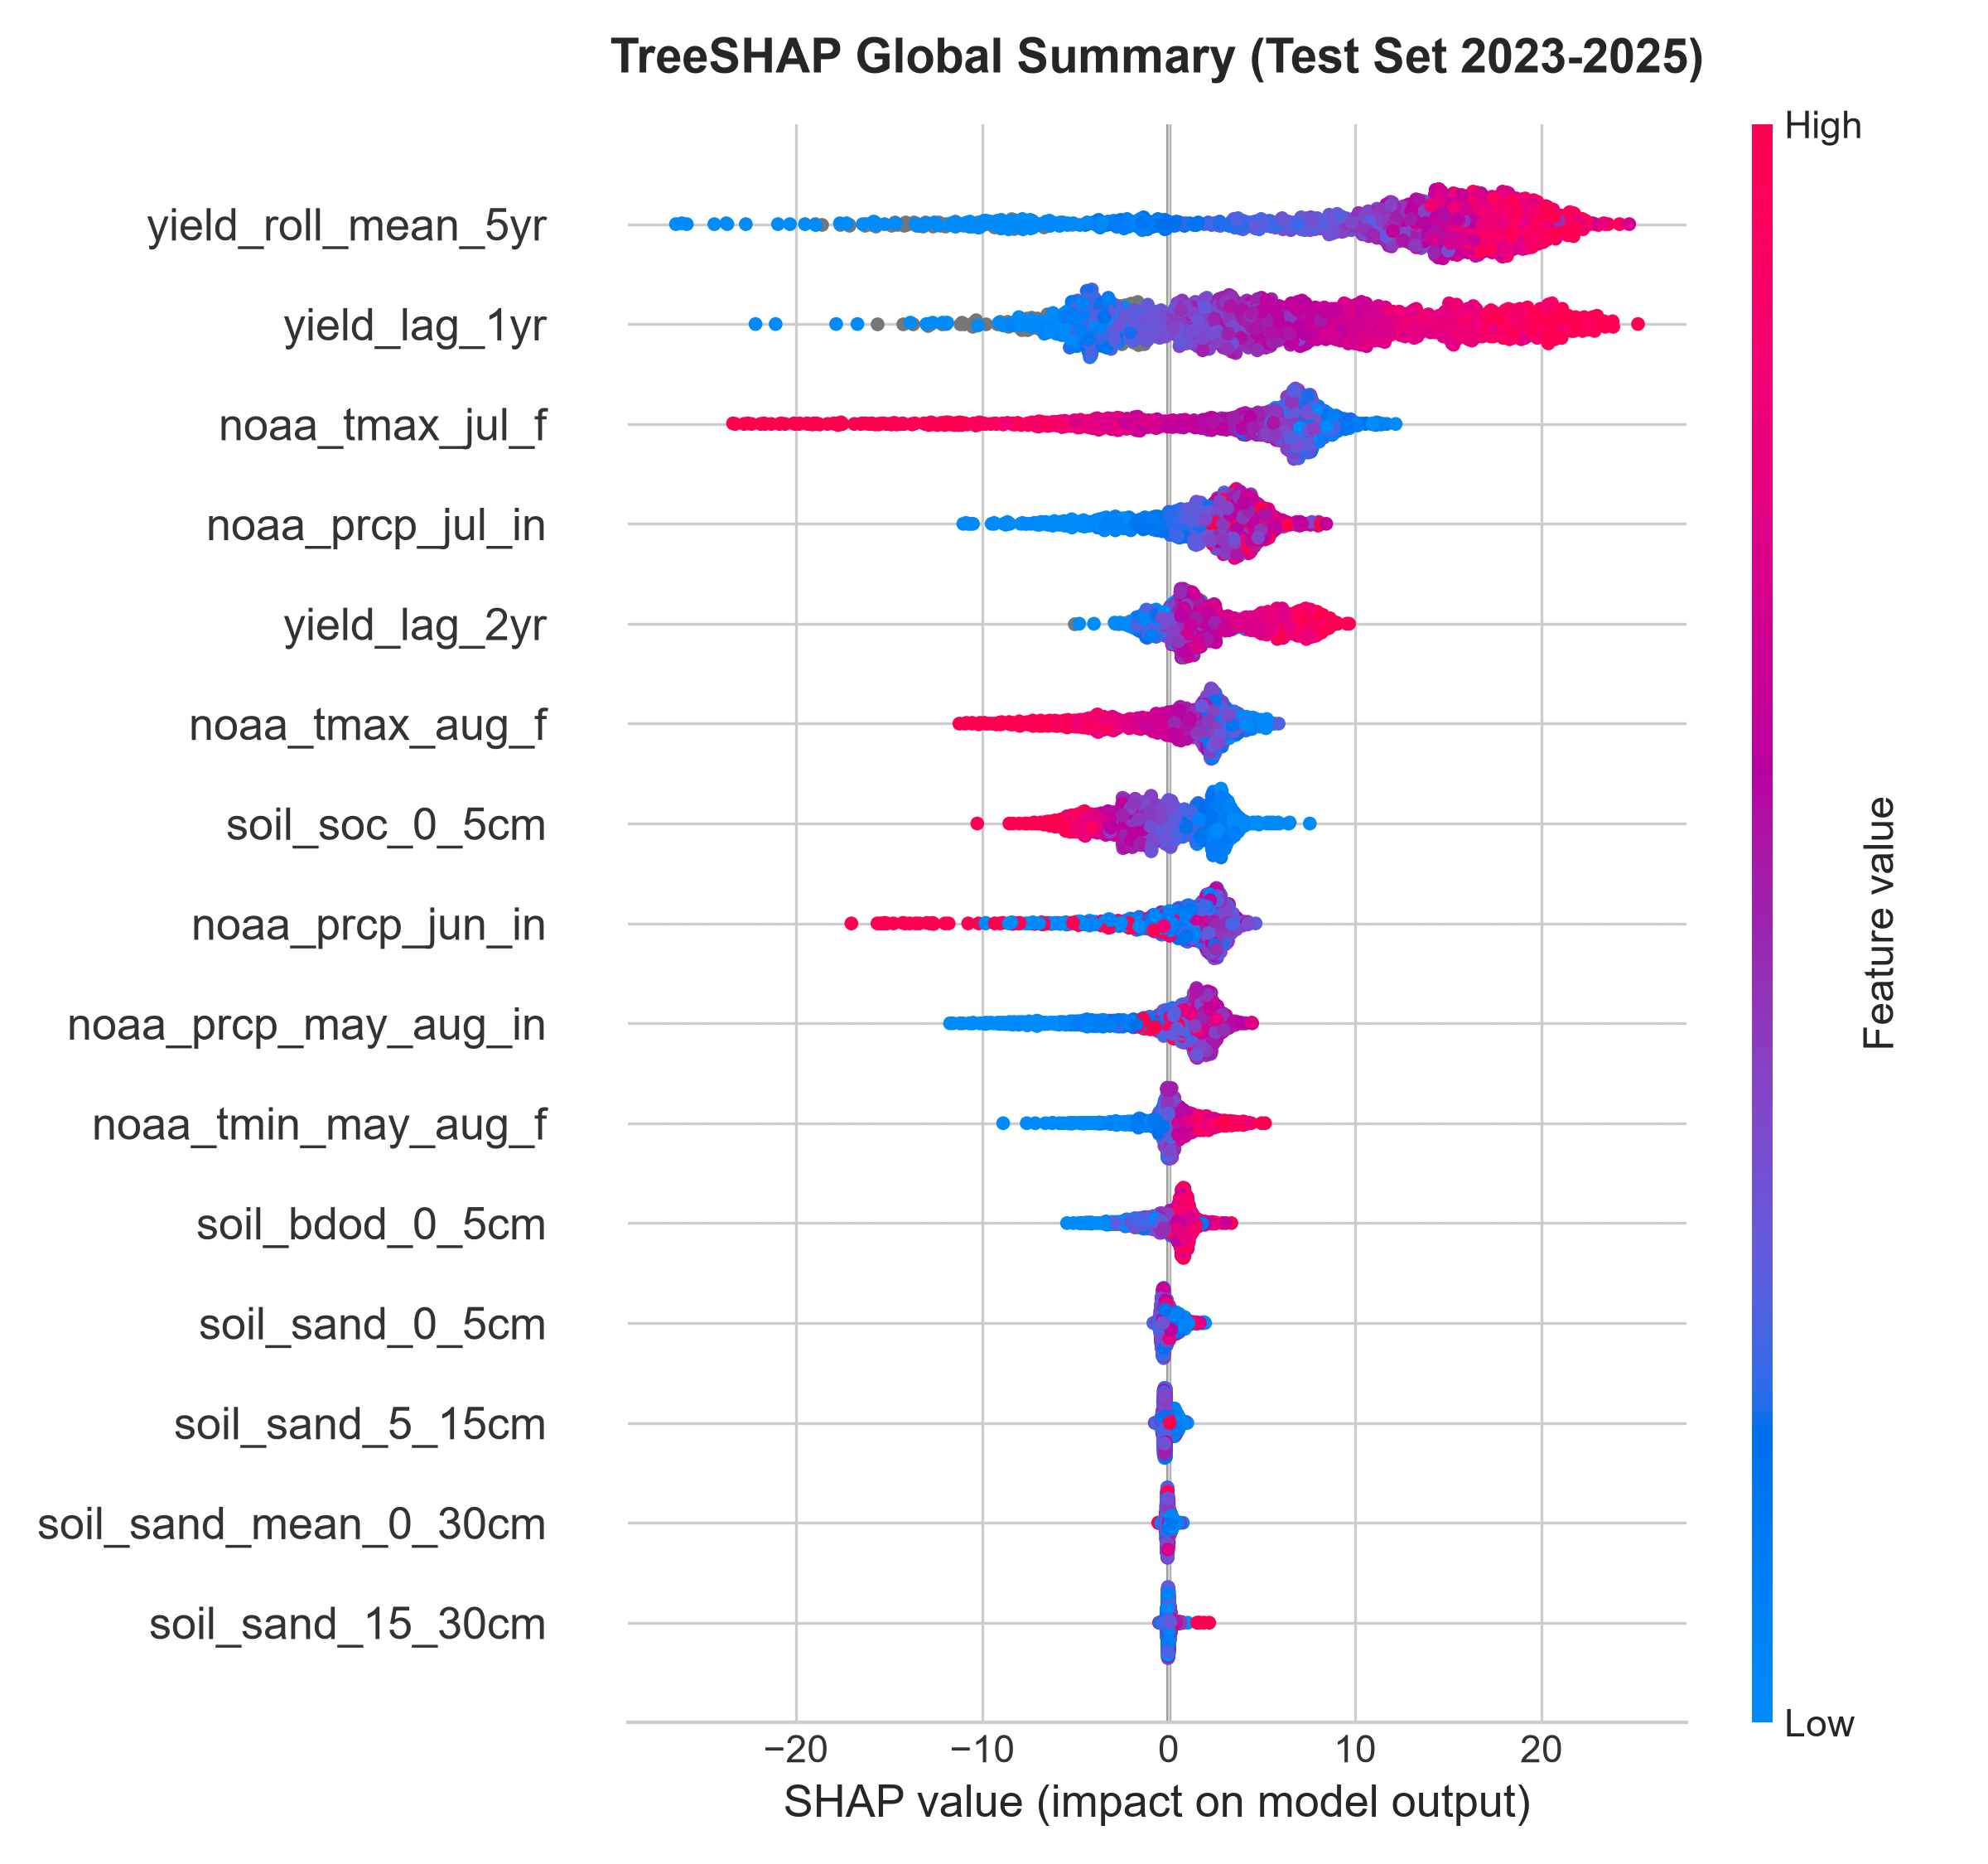 TreeSHAP Global Summary (Test Set 2023-2025)
High
yield_roll_mean_5yr
yield_lag_1yr
noaa_tmax_jul_f
noaa_prcp_jul_in
yield_lag_2yr
noaa_tmax_aug_f
soil_soc_0_5cm
noaa_prcp_jun_in
noaa_prcp_may_aug_in
noaa_tmin_may_aug_f
soil_bdod_0_5cm
soil_sand_0_5cm
soil_sand_5_15cm
soil_sand_mean_0_30cm
soil_sand_15_30cm
Feature value
Low
−20 −10 0 10 20
SHAP value (impact on model output)